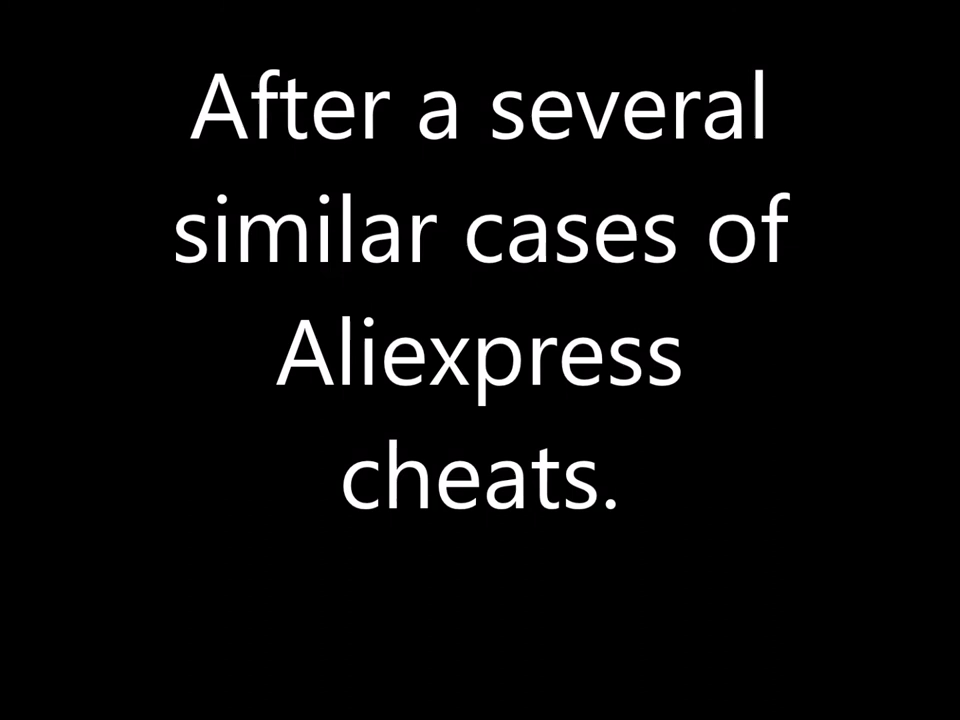 After a several
similar cases of
Aliexpress
cheats.